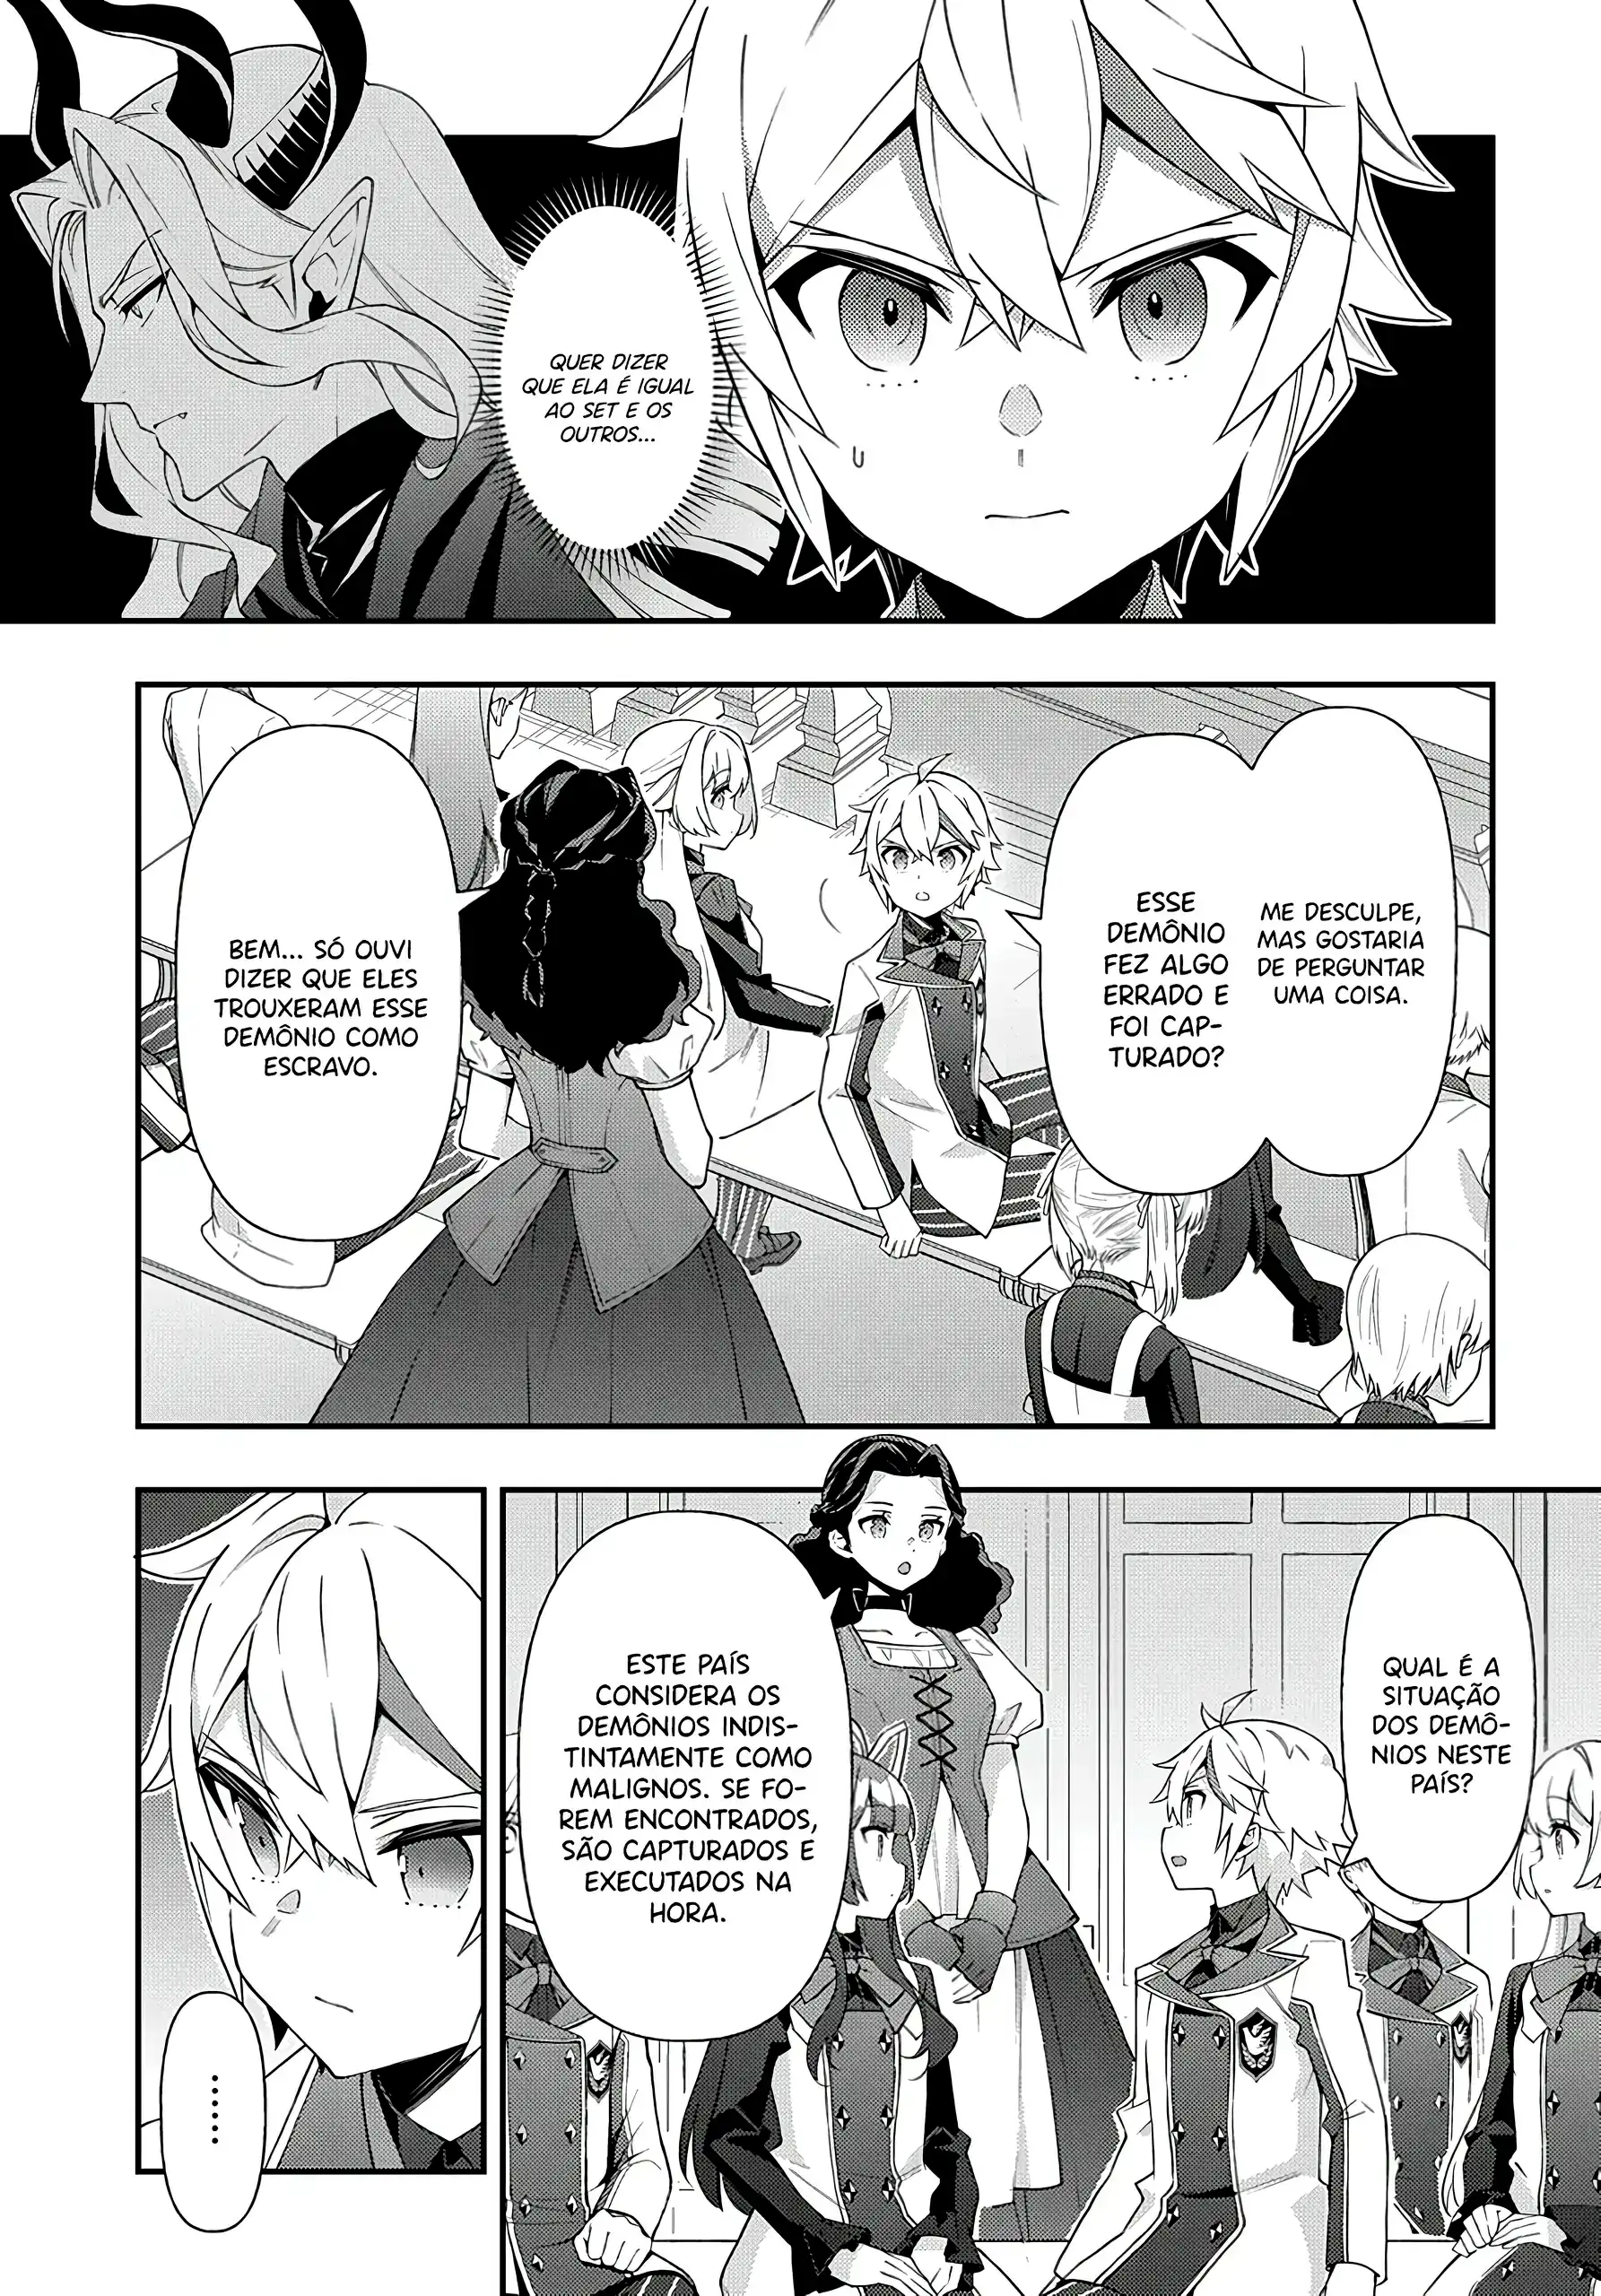 QUER DIZER
QUE ELA É IGUAL
AO SET E OS
OUTROS...
ME DESCULPE,
MAS GOSTARIA
DE PERGUNTAR
UMA COISA.
ESSE
DEMÔNIO
FEZ ALGO
ERRADO E
FOI CAP-
TURADO?
BEM... SÓ OUVI
DIZER QUE ELES
TROUXERAM ESSE
DEMÔNIO COMO
ESCRAVO.
QUAL É A
SITUAÇÃO
DOS DEMÔ-
NIOS NESTE
PAÍS?
ESTE PAÍS
CONSIDERA OS
DEMÔNIOS INDIS-
TINTAMENTE COMO
MALIGNOS. SE FO-
REM ENCONTRADOS,
SÃO CAPTURADOS E
EXECUTADOS NA
HORA.
......